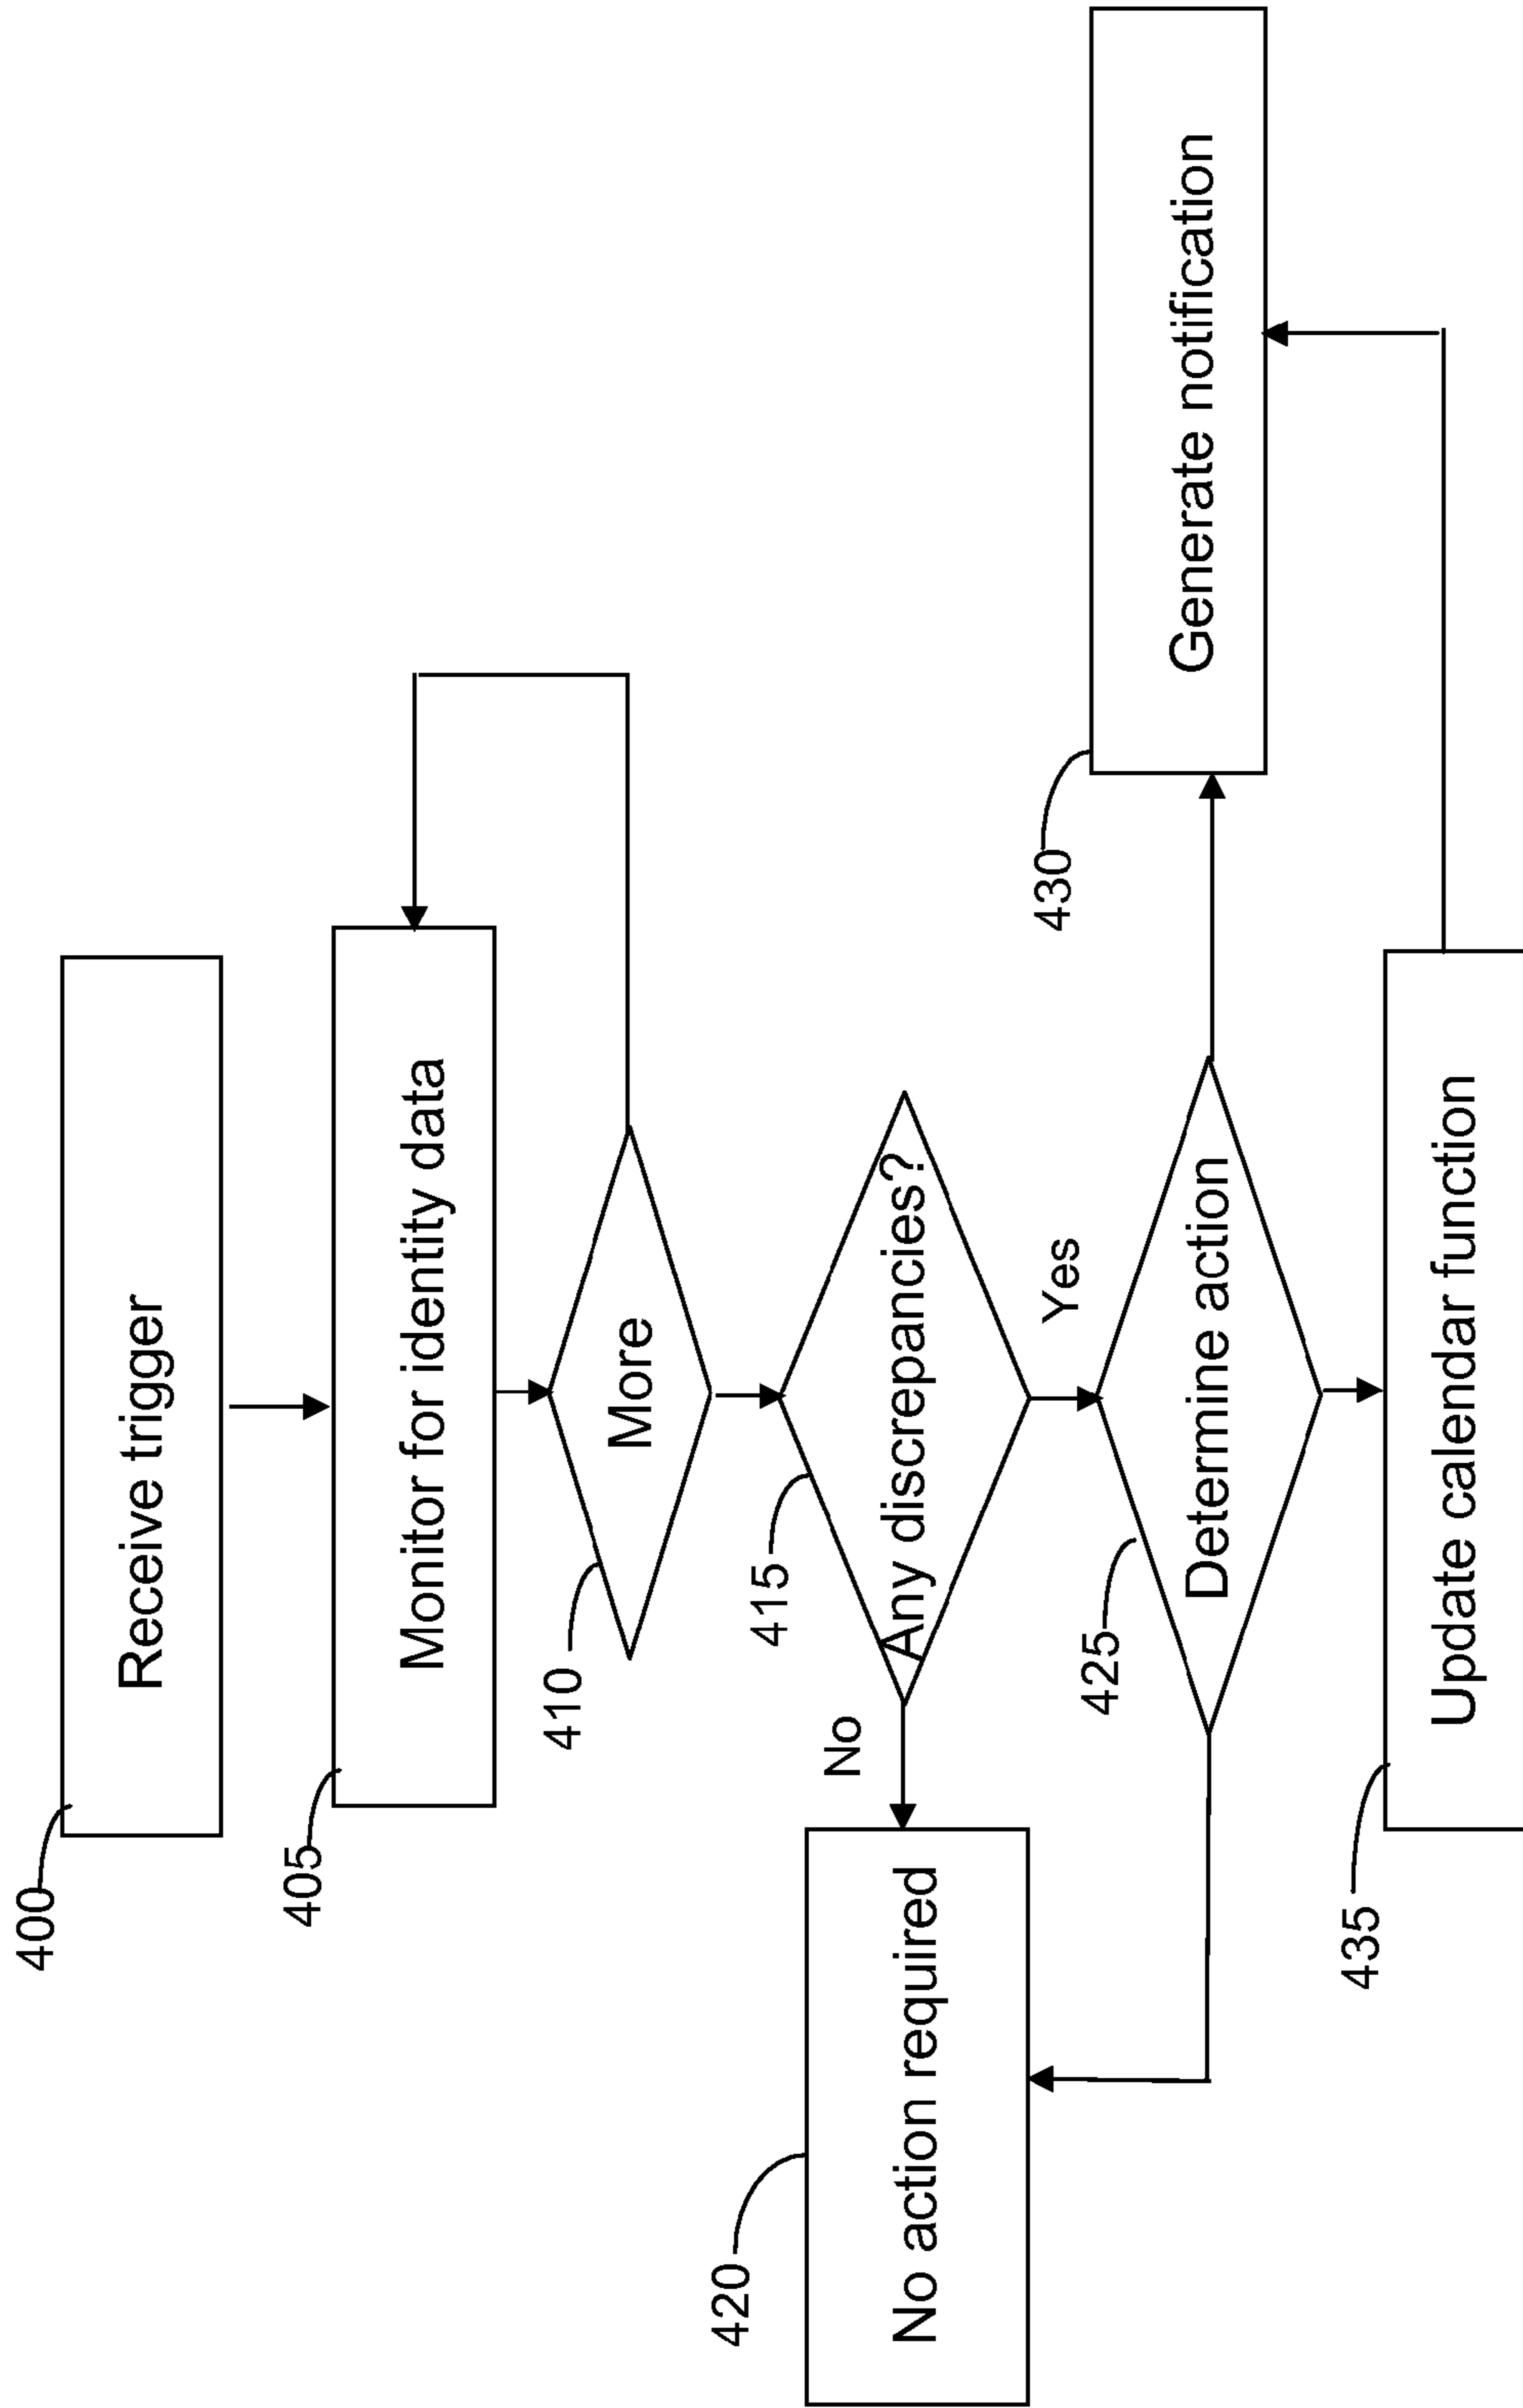 400
Receive trigger
405
Monitor for identity data
410
More
415
Any discrepancies?
No
Yes
420
No action required
425
Determine action
430
Generate notification
435
Update calendar function